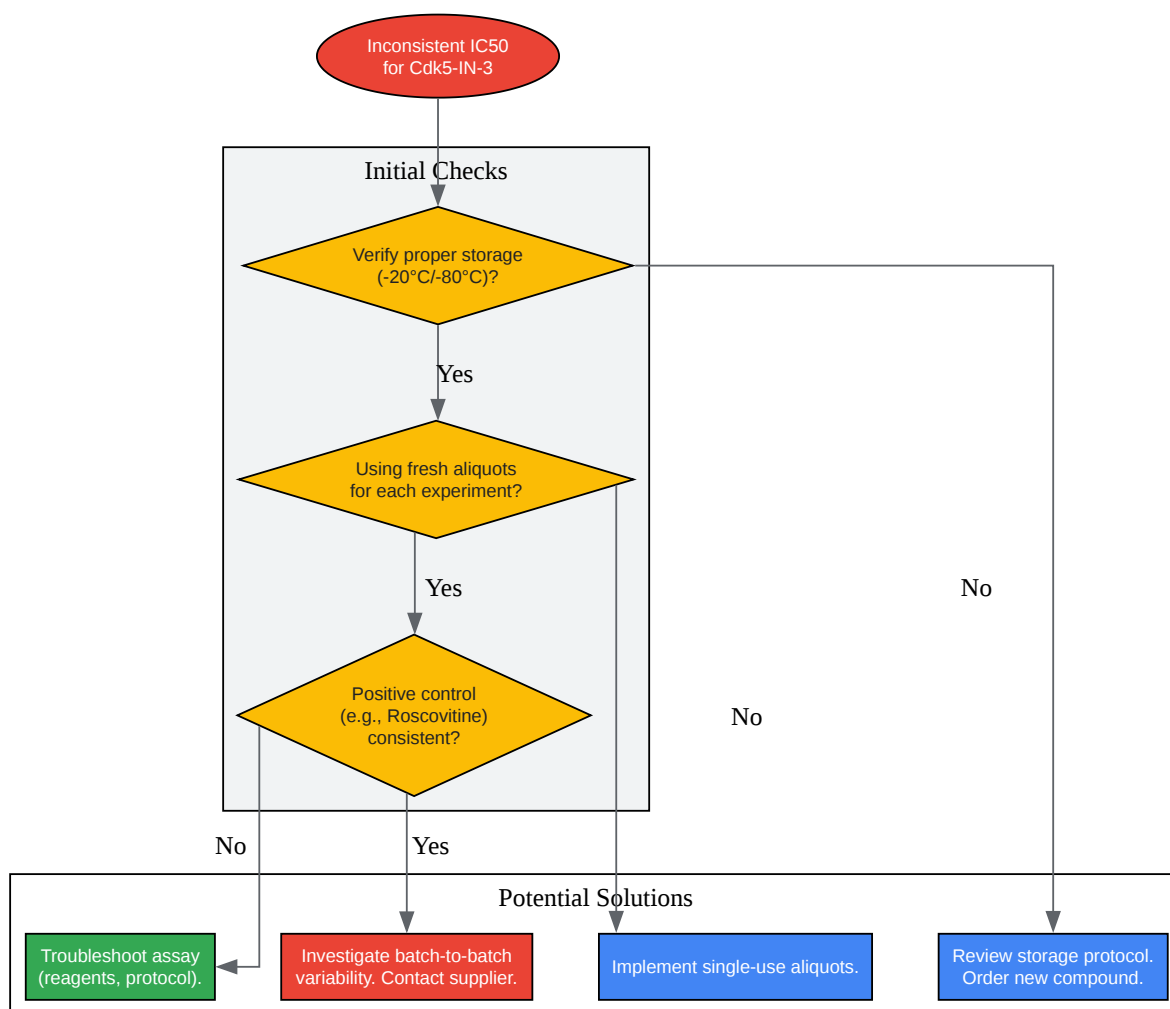 Inconsistent IC50
for Cdk5-IN-3
Initial Checks
Verify proper storage
(-20°C/-80°C)?
Yes
Using fresh aliquots
for each experiment?
Yes
No
Positive control
(e.g., Roscovitine)
consistent?
No
No
Yes
Potential Solutions
Troubleshoot assay
(reagents, protocol).
Investigate batch-to-batch
variability. Contact supplier.
Implement single-use aliquots.
Review storage protocol.
Order new compound.